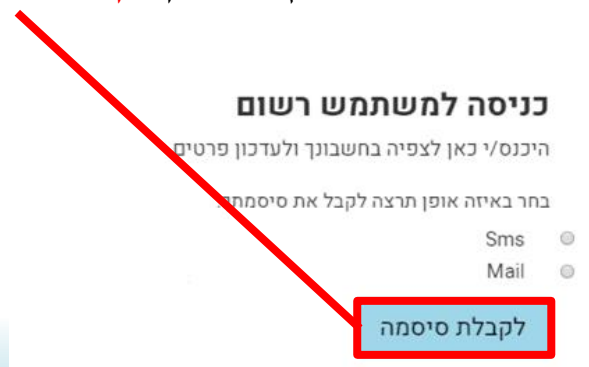 כניסה למשתמש רשום
היכנס/י כאן לצפיה בחשבונך ולעדכון פרטים
בחר באיזה אופן תרצה לקבל את סיסמתך:
Sms
Mail
לקבלת סיסמה